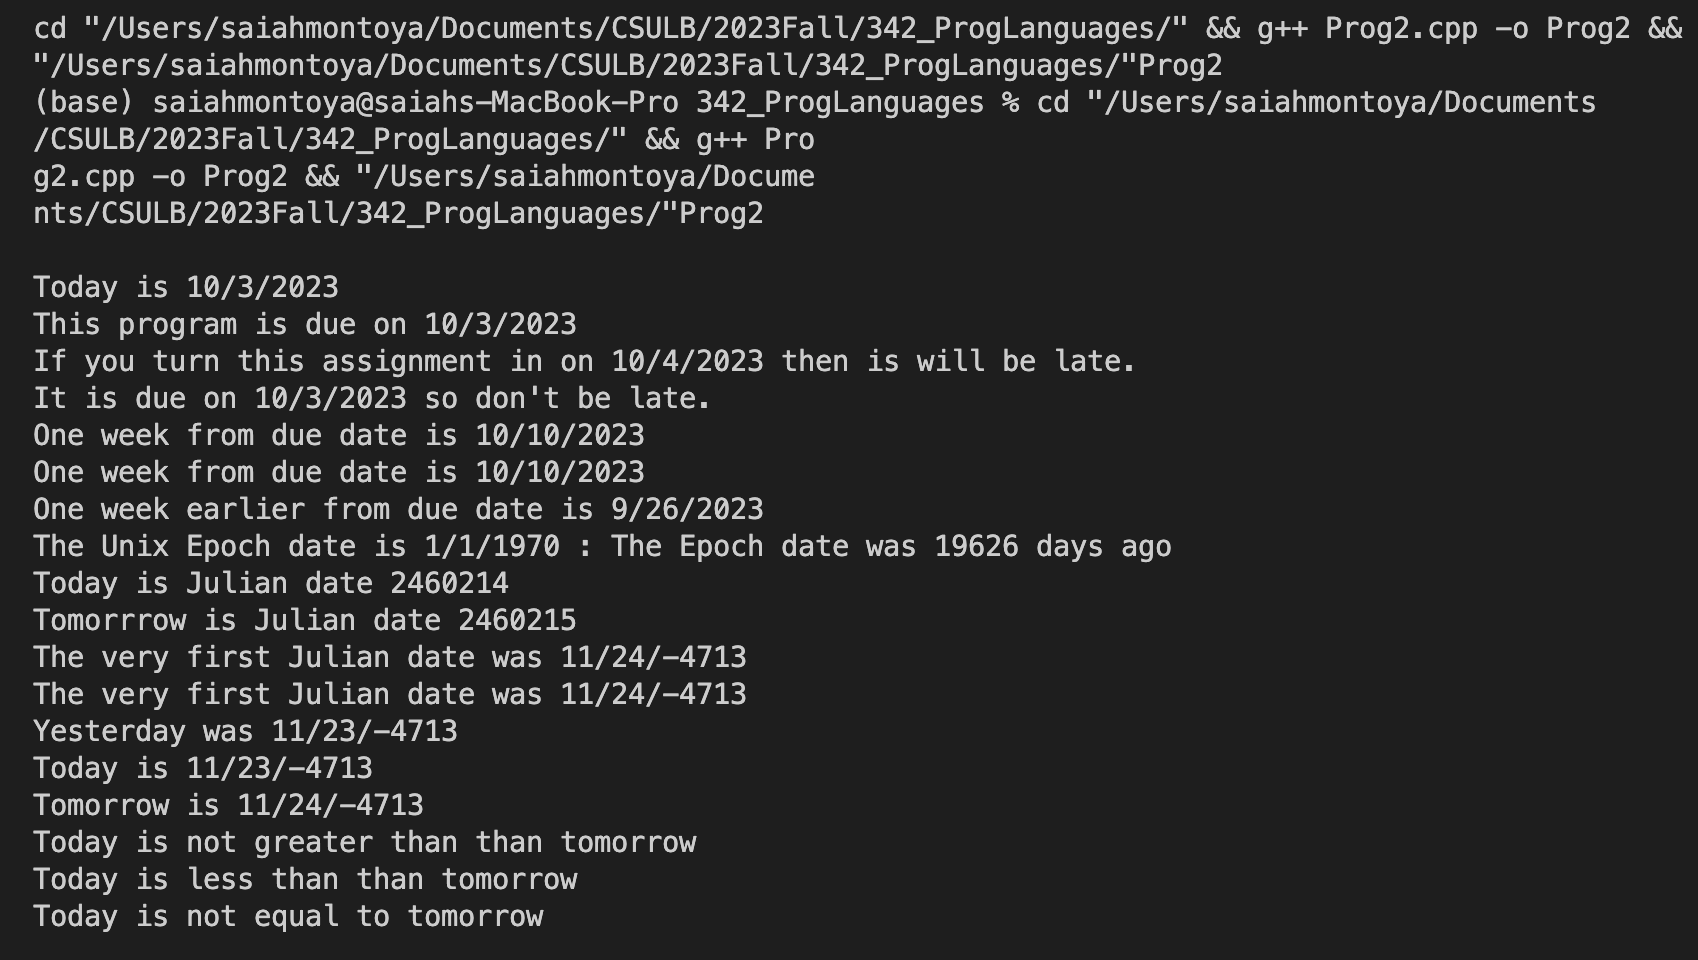 cd "/Users/saiahmontoya/Documents/CSULB/2023Fall/342_ProgLanguages/" && g++ Prog2.cpp -o Prog2 &&
"/Users/saiahmontoya/Documents/CSULB/2023Fall/342_ProgLanguages/"Prog2
(base) saiahmontoya@saiahs-MacBook-Pro 342_ProgLanguages % cd "/Users/saiahmontoya/Documents
/CSULB/2023Fall/342_ProgLanguages/" && g++ Pro
g2.cpp -o Prog2 && "/Users/saiahmontoya/Docume
nts/CSULB/2023Fall/342_ProgLanguages/"Prog2
Today is 10/3/2023
This program is due on 10/3/2023
If you turn this assignment in on 10/4/2023 then is will be late.
It is due on 10/3/2023 so don't be late.
One week from due date is 10/10/2023
One week from due date is 10/10/2023
One week earlier from due date is 9/26/2023
The Unix Epoch date is 1/1/1970 : The Epoch date was 19626 days ago
Today is Julian date 2460214
Tomorrrow is Julian date 2460215
The very first Julian date was 11/24/-4713
The very first Julian date was 11/24/-4713
Yesterday was 11/23/-4713
Today is 11/23/-4713
Tomorrow is 11/24/-4713
Today is not greater than than tomorrow
Today is less than than tomorrow
Today is not equal to tomorrow